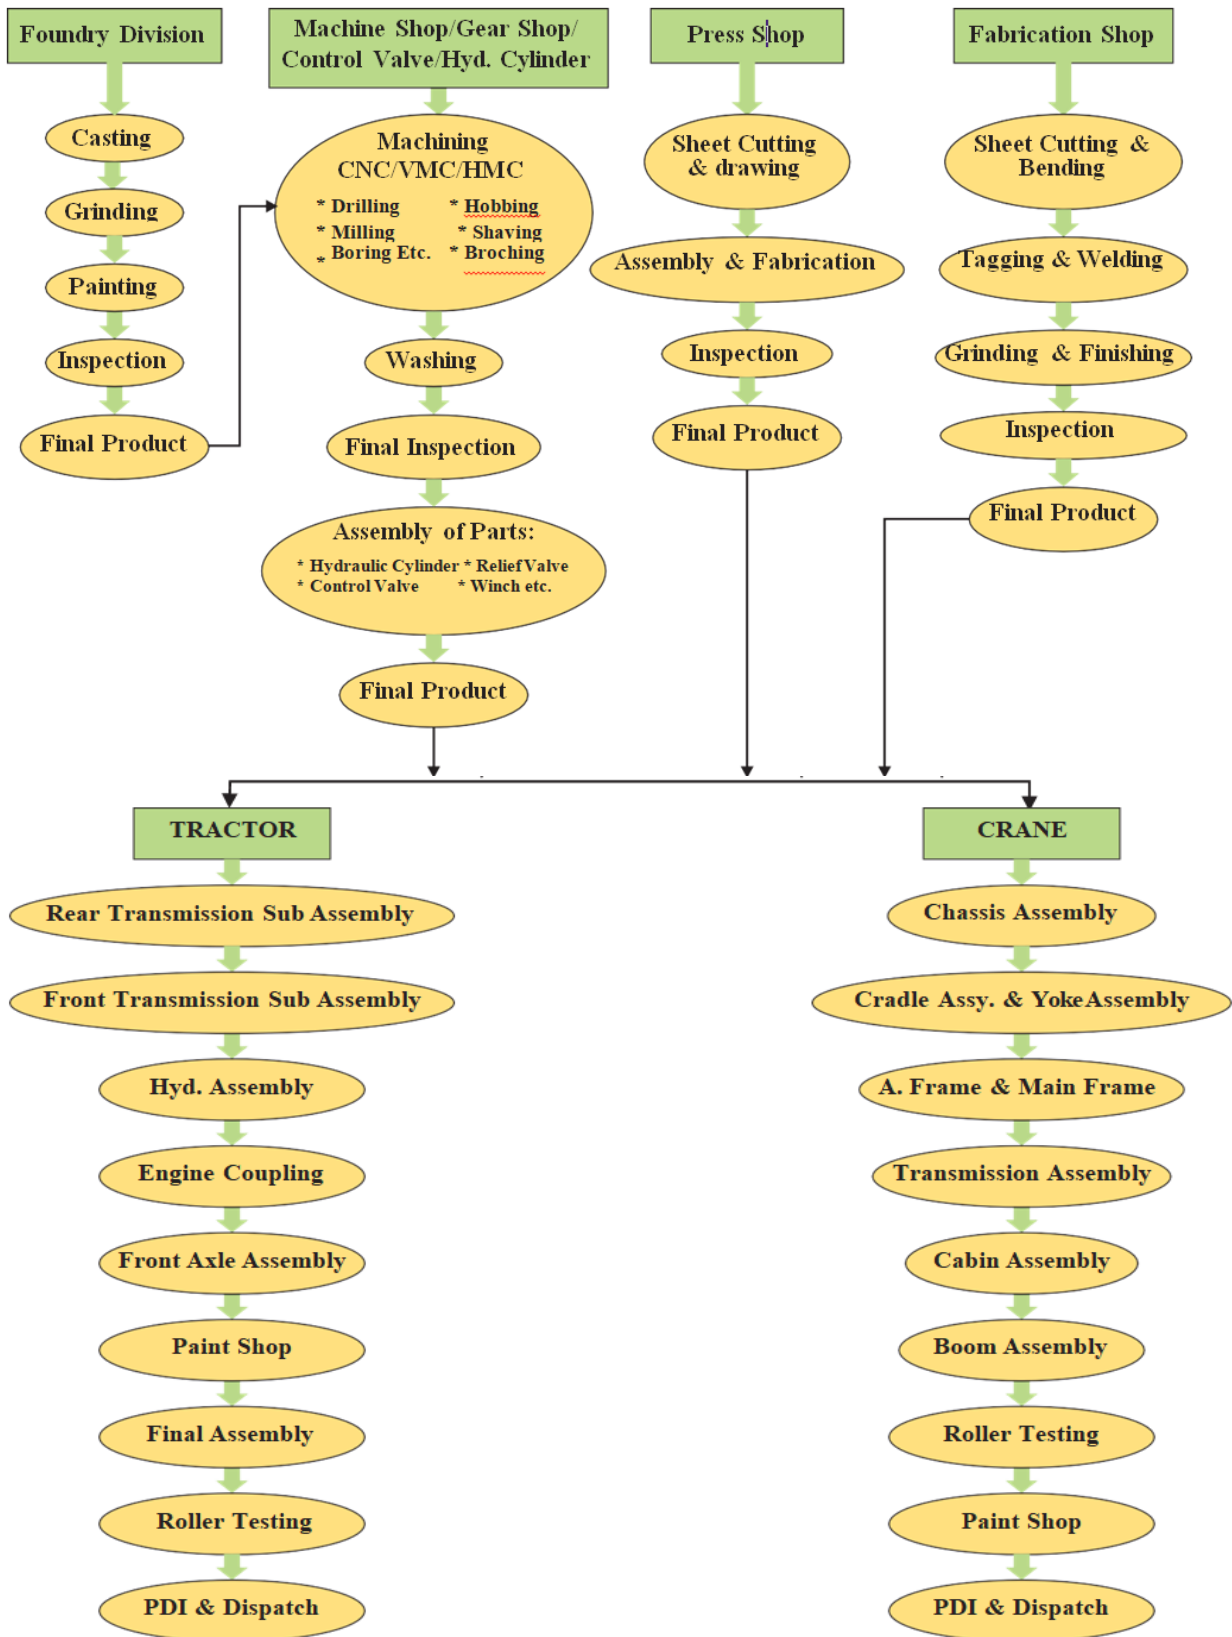 Foundry Division
Casting
Grinding
Painting
Inspection
Final Product
Machine Shop/Gear Shop/
Control Valve/Hyd. Cylinder
Machining
CNC/VMC/HMC
* Drilling * Hobbing
* Milling * Shaving
* Boring Etc. * Broching
Washing
Final Inspection
Assembly of Parts:
* Hydraulic Cylinder * Relief Valve
* Control Valve * Winch etc.
Final Product
Press Shop
Sheet Cutting
& drawing
Assembly & Fabrication
Inspection
Final Product
Fabrication Shop
Sheet Cutting &
Bending
Tagging & Welding
Grinding & Finishing
Inspection
Final Product
TRACTOR
Rear Transmission Sub Assembly
Front Transmission Sub Assembly
Hyd. Assembly
Engine Coupling
Front Axle Assembly
Paint Shop
Final Assembly
Roller Testing
PDI & Dispatch
CRANE
Chassis Assembly
Cradle Assy. & Yoke Assembly
A. Frame & Main Frame
Transmission Assembly
Cabin Assembly
Boom Assembly
Roller Testing
Paint Shop
PDI & Dispatch